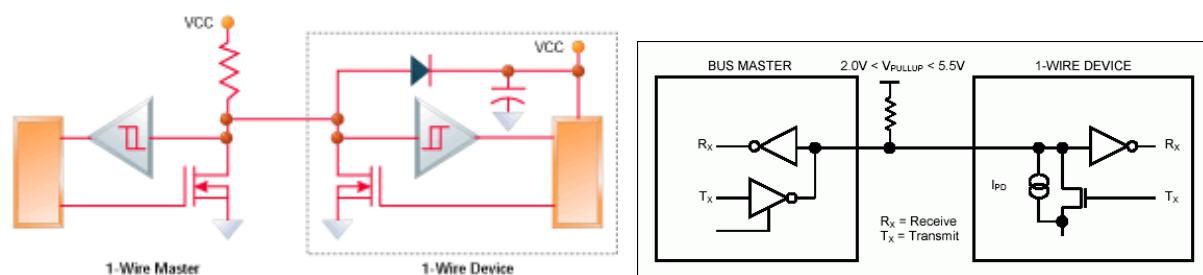 VCC
VCC
1-Wire Master
1-Wire Device
BUS MASTER
2.0V < VPULLUP < 5.5V
1-WIRE DEVICE
RX
RX
IPD
TX
TX
RX = Receive
TX = Transmit